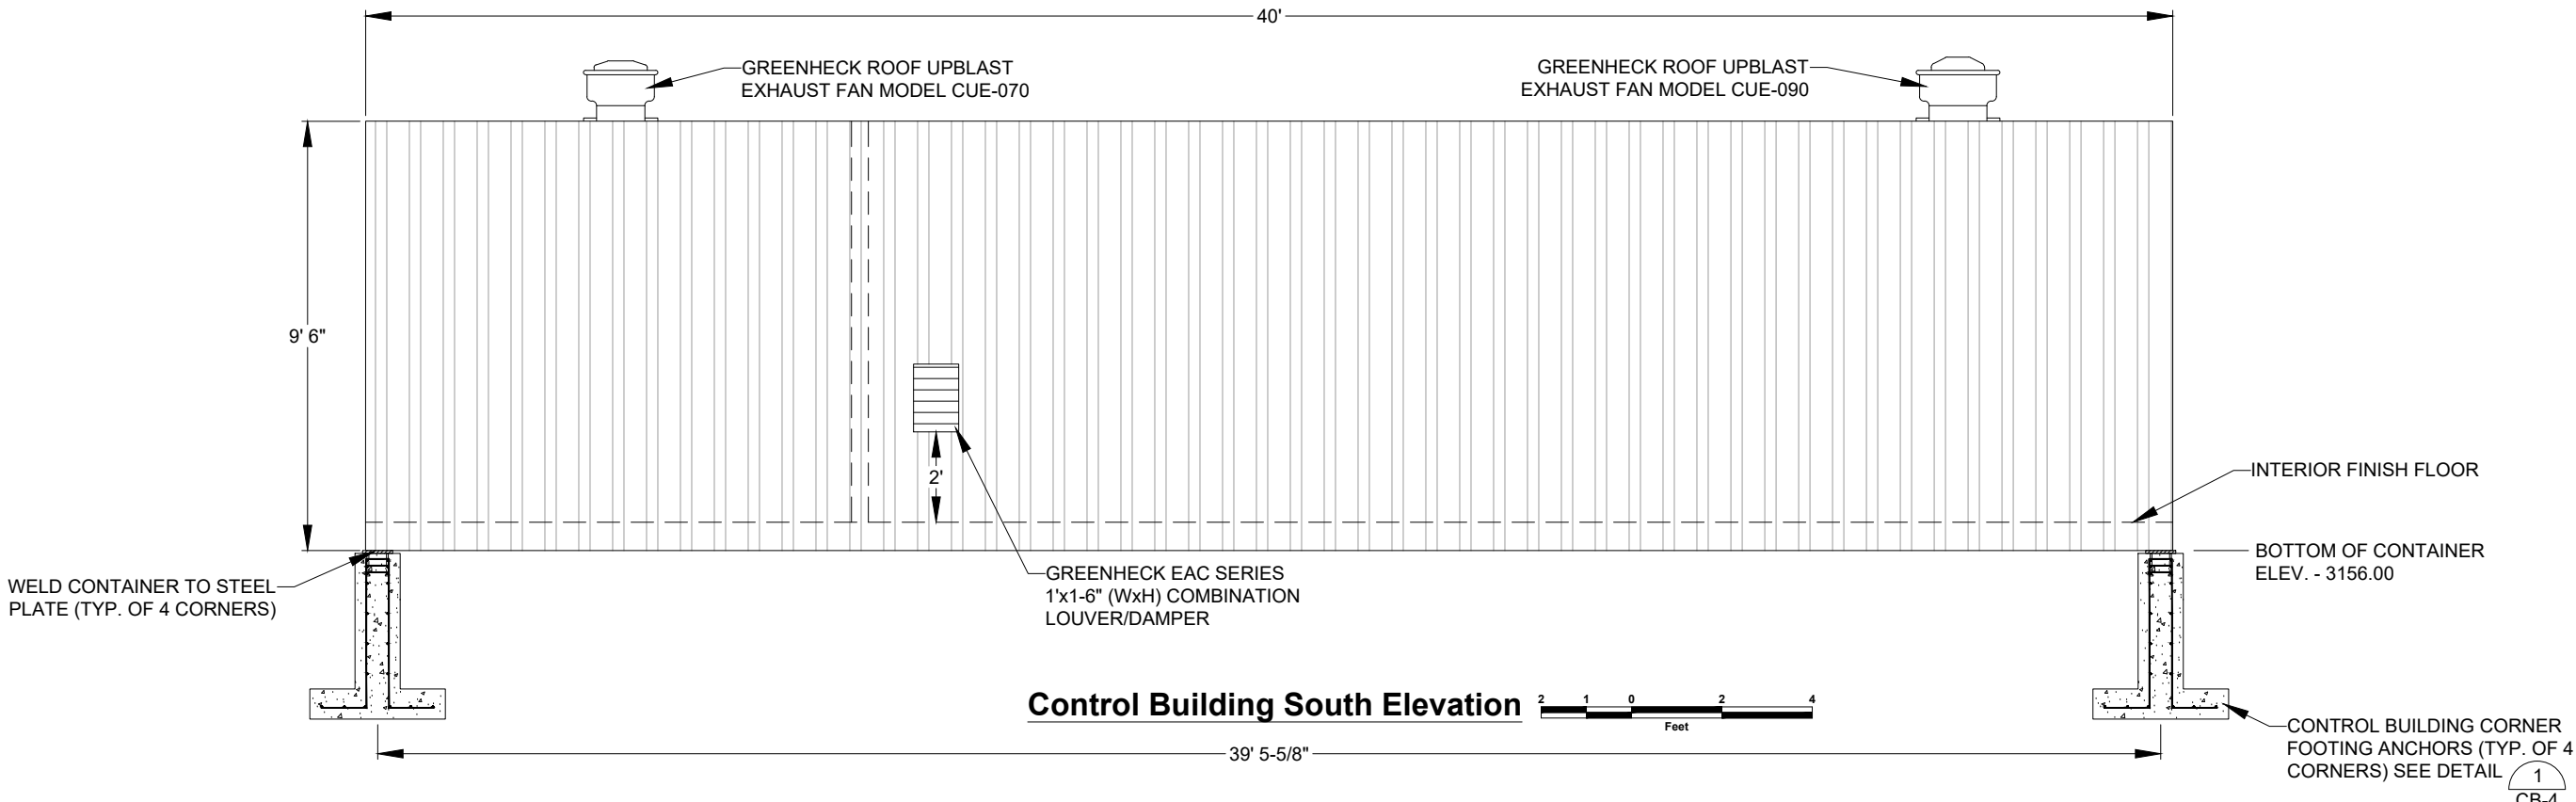 40'
GREENHECK ROOF UPBLAST
EXHAUST FAN MODEL CUE-070
GREENHECK ROOF UPBLAST
EXHAUST FAN MODEL CUE-090
9' 6"
2'
INTERIOR FINISH FLOOR
BOTTOM OF CONTAINER
ELEV. - 3156.00
WELD CONTAINER TO STEEL
PLATE (TYP. OF 4 CORNERS)
GREENHECK EAC SERIES
1'x1-6" (WxH) COMBINATION
LOUVER/DAMPER
Control Building South Elevation
2 1 0 2 4
Feet
39' 5-5/8"
CONTROL BUILDING CORNER
FOOTING ANCHORS (TYP. OF 4
CORNERS) SEE DETAIL
1
CB-4